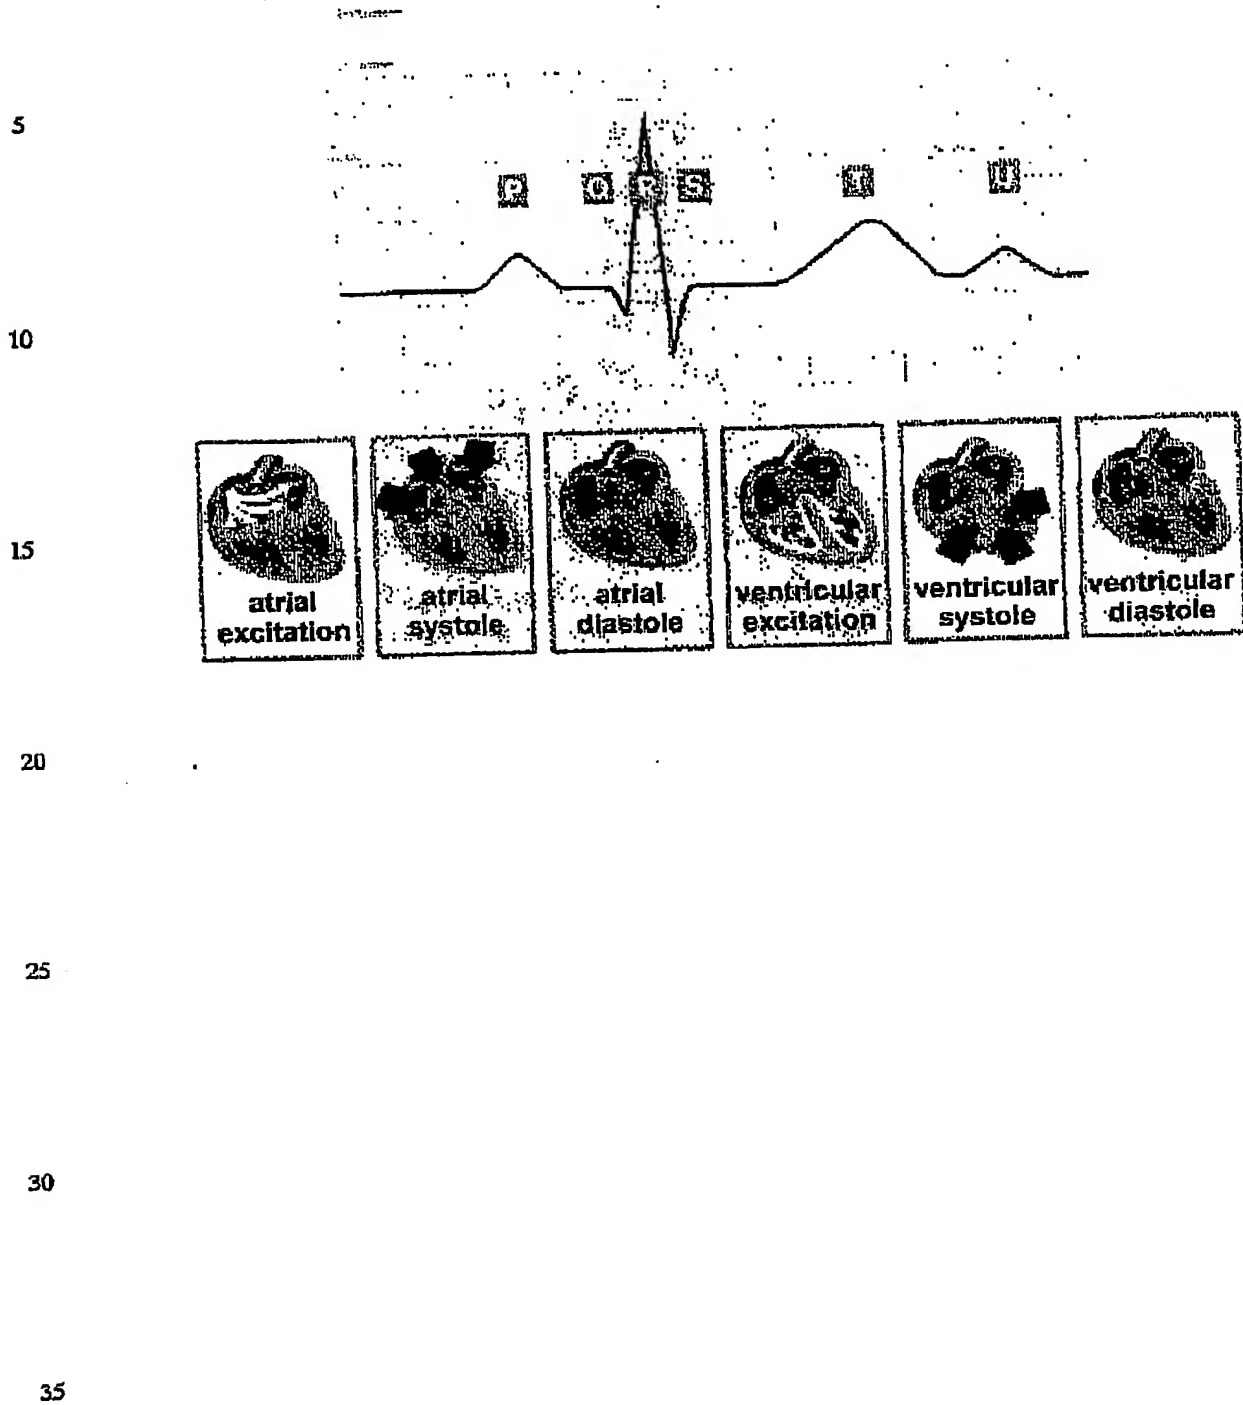 5
P Q R S T U
10
atrial excitation
atrial systole
atrial diastole
ventricular excitation
ventricular systole
ventricular diastole
15
20
25
30
35